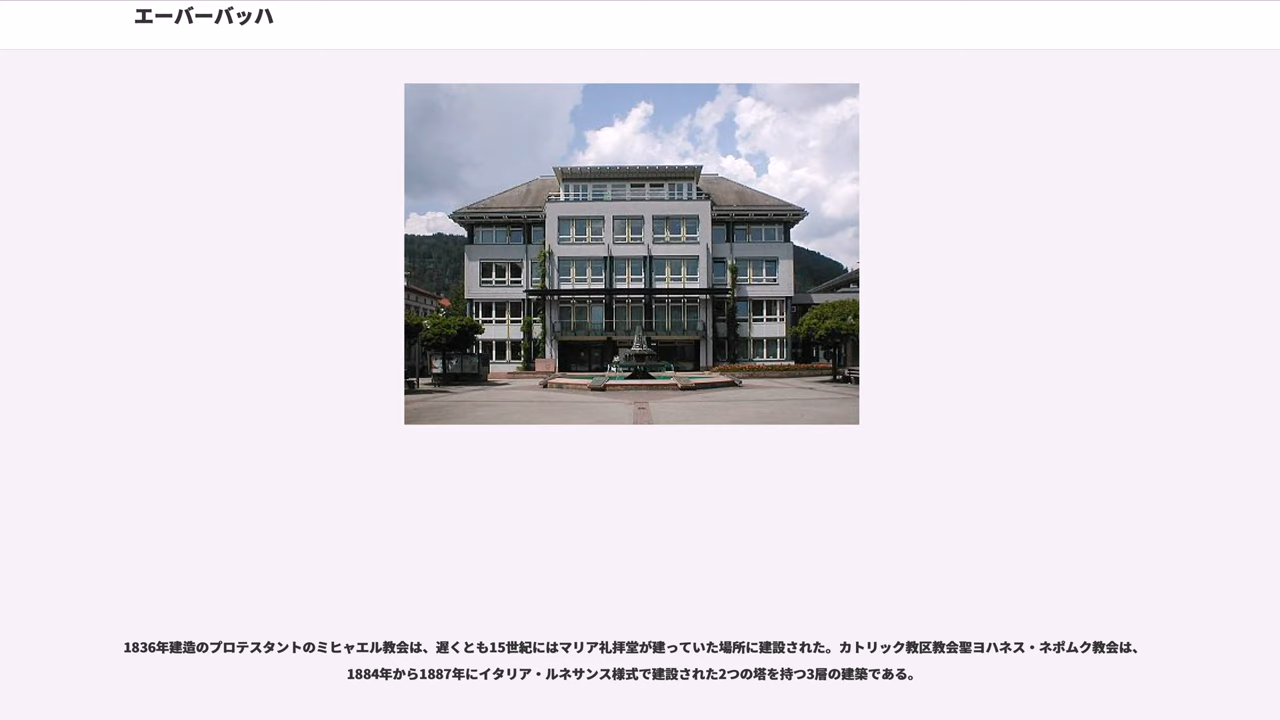 エーバーバッハ
1836年建造のプロテスタントのミヒャエル教会は、遅くとも15世紀にはマリア礼拝堂が建っていた場所に建設された。カトリック教区教会聖ヨハネス・ネポムク教会は、
1884年から1887年にイタリア・ルネサンス様式で建設された2つの塔を持つ3層の建築である。